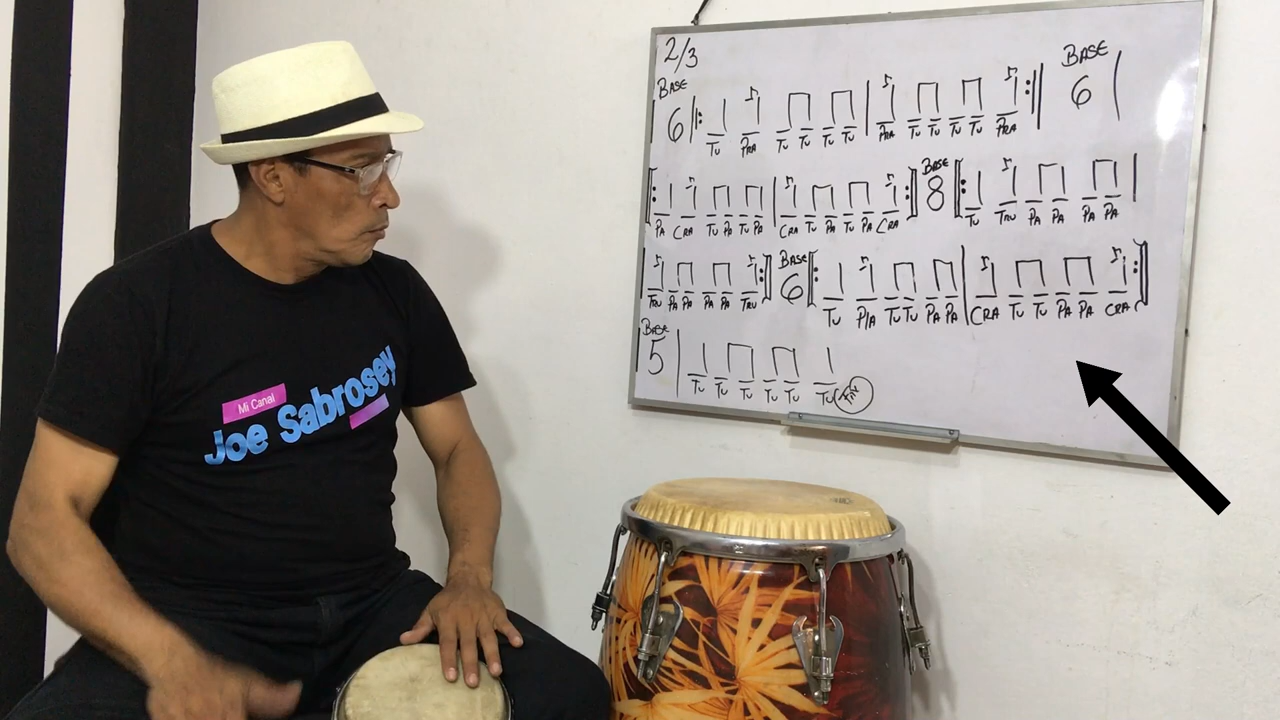 2/3
BASE BASE
6 6
TU PRA TU TU TU TU PRA TU TU TU TU PRA
BASE
8
PA CRA TU PA TU PA CRA TU PA TU PA CRA TU TRU PA PA PA PA
BASE
6
TRU PA PA PA PA TRU TU P/A TU TU PA PA CRA TU TU PA PA CRA
BASE
5
TU TU TU TU TU TU FIN
Mi Canal
Joe Sabrosey